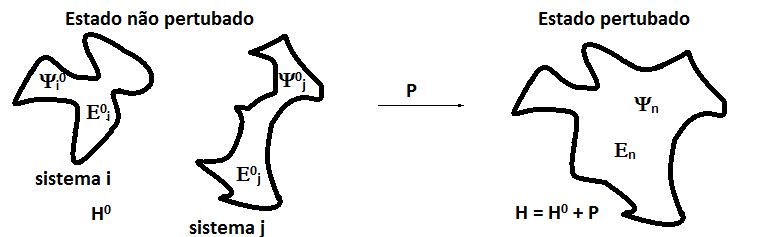 Estado não pertubado
Ψᵢ⁰
E⁰ⱼ
sistema i
H⁰
Ψ⁰ⱼ
E⁰ⱼ
sistema j
P
Estado pertubado
Ψₙ
Eₙ
H = H⁰ + P